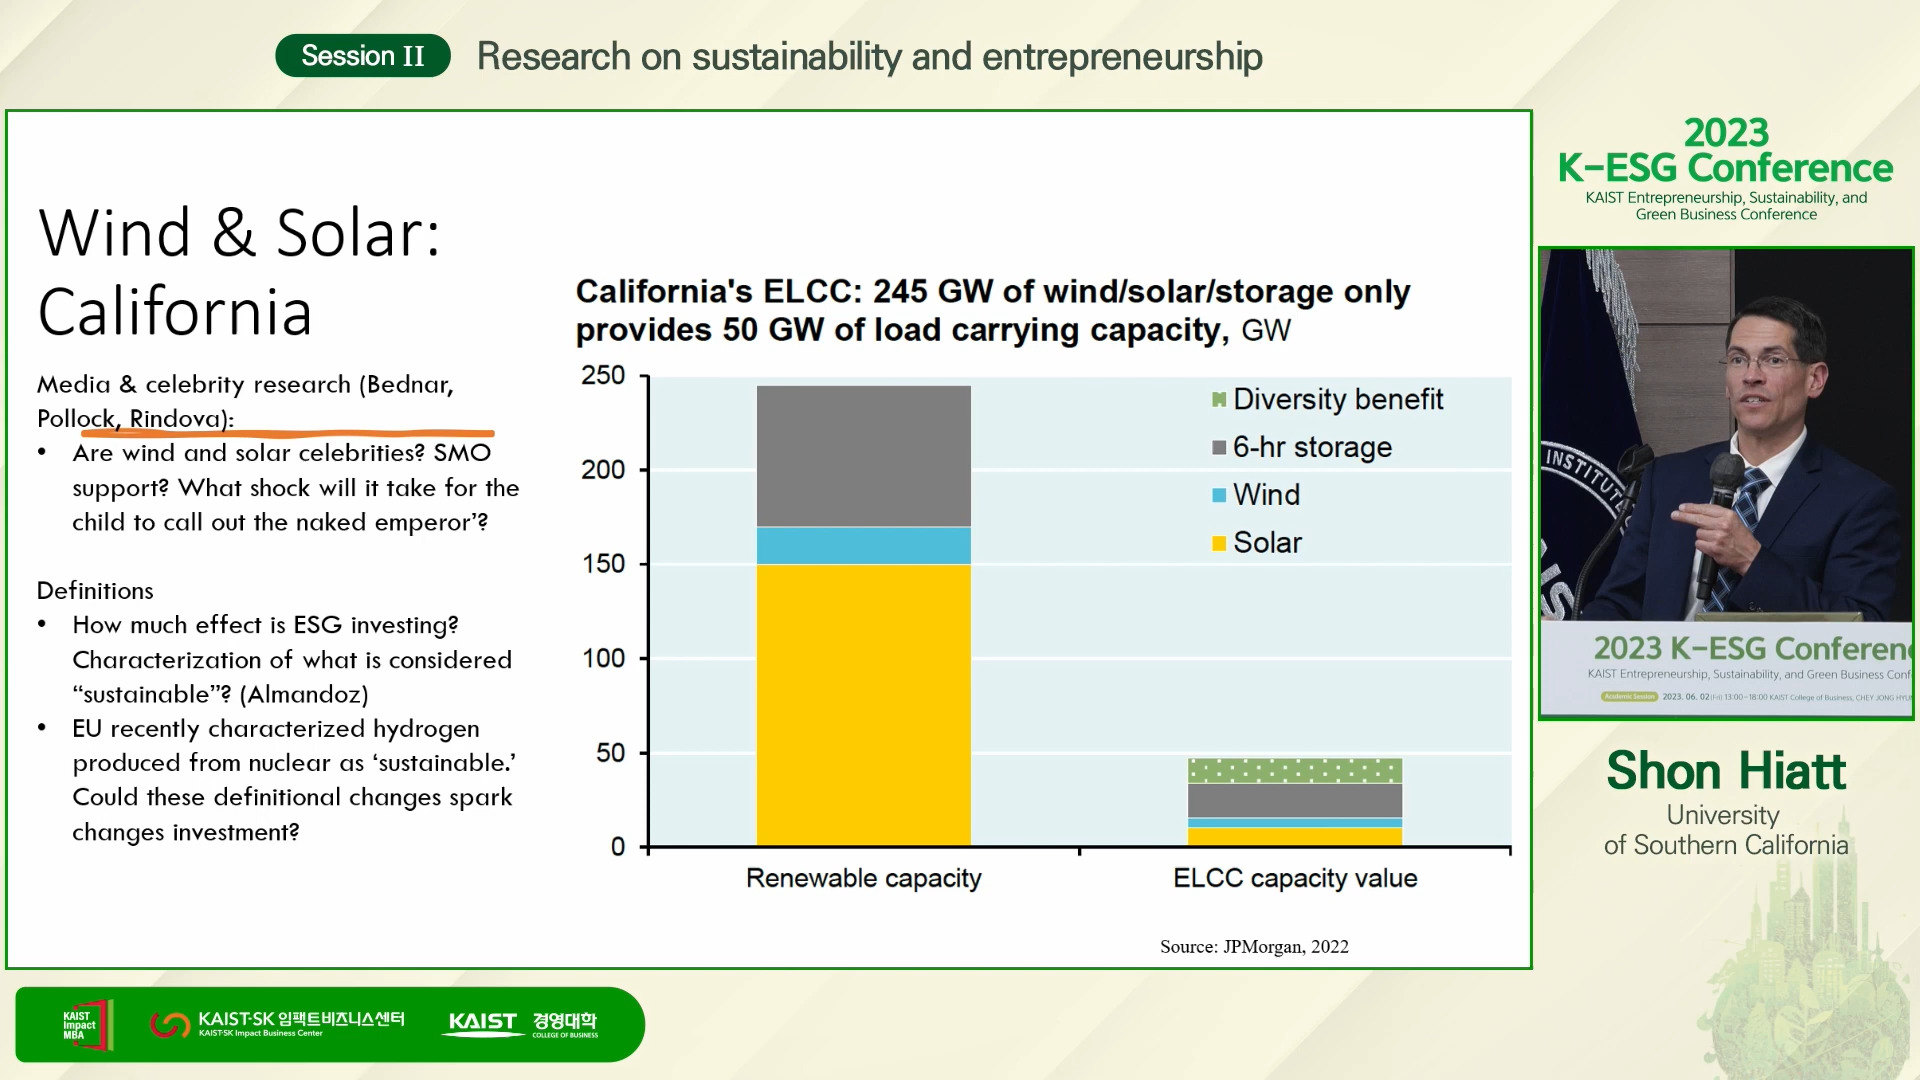 Session II Research on sustainability and entrepreneurship
2023
K-ESG Conference
KAIST Entrepreneurship, Sustainability, and
Green Business Conference
Wind & Solar:
California
Media & celebrity research (Bednar,
Pollock, Rindova):
• Are wind and solar celebrities? SMO
support? What shock will it take for the
child to call out the naked emperor’?
Definitions
• How much effect is ESG investing?
Characterization of what is considered
“sustainable”? (Almandoz)
• EU recently characterized hydrogen
produced from nuclear as ‘sustainable.’
Could these definitional changes spark
changes investment?
California's ELCC: 245 GW of wind/solar/storage only
provides 50 GW of load carrying capacity, GW
250
200
150
100
50
0
Diversity benefit
6-hr storage
Wind
Solar
Renewable capacity
ELCC capacity value
Source: JPMorgan, 2022
INSTITUT
2023 K-ESG Conferen
KAIST Entrepreneurship, Sustainability, and Green Business Conf
Academic Session 2023. 06. 02(Fri) 13:00~18:00 KAIST College of Business, CHEY JONG HYU
Shon Hiatt
University
of Southern California
KAIST
Impact
MBA
KAIST-SK 임팩트비즈니스센터
KAIST-SK Impact Business Center
KAIST 경영대학
COLLEGE OF BUSINESS